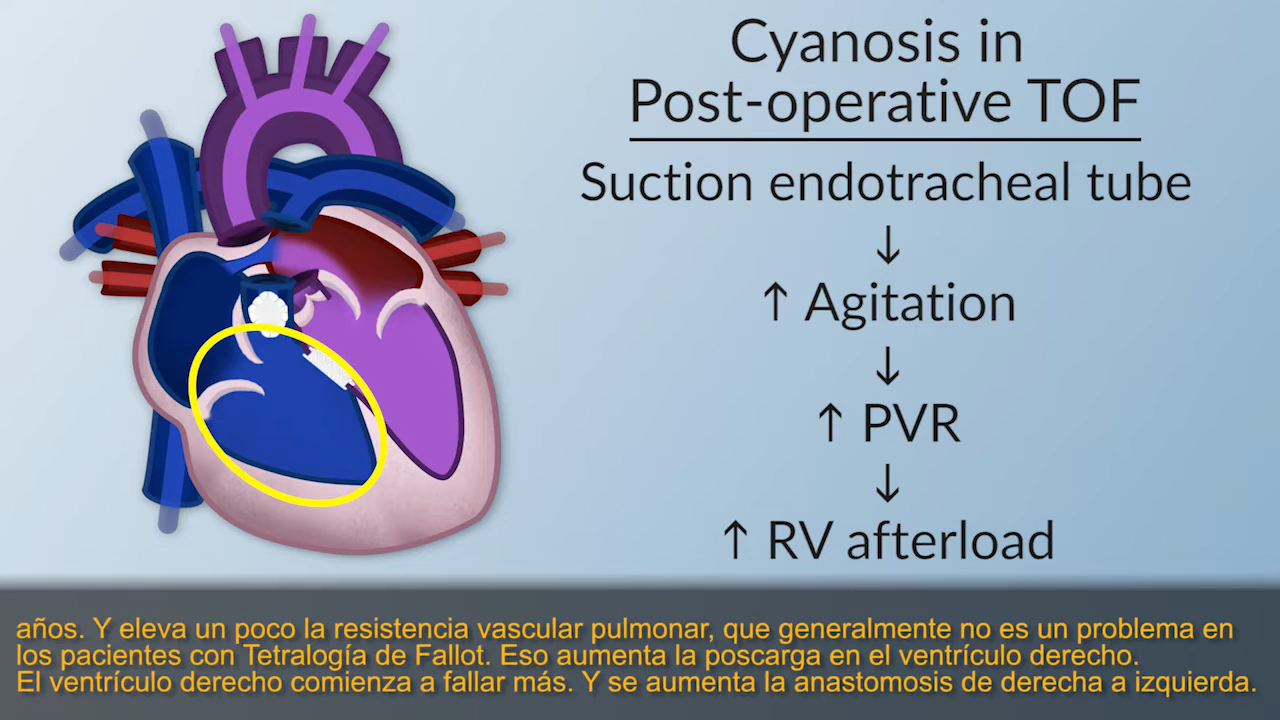 Cyanosis in
Post-operative TOF
Suction endotracheal tube
↓
↑ Agitation
↓
↑ PVR
↓
↑ RV afterload
años. Y eleva un poco la resistencia vascular pulmonar, que generalmente no es un problema en
los pacientes con Tetralogía de Fallot. Eso aumenta la poscarga en el ventrículo derecho.
El ventrículo derecho comienza a fallar más. Y se aumenta la anastomosis de derecha a izquierda.